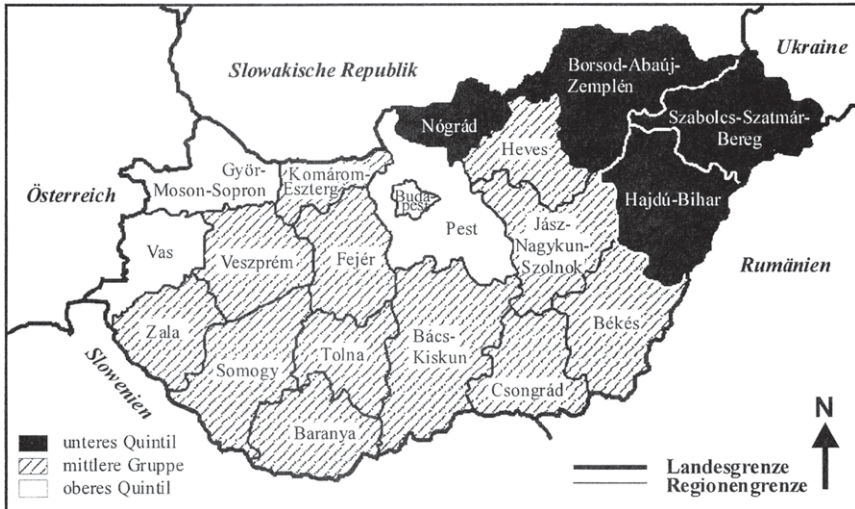 Ukraine
Slowakische Republik
Borsod-Abaúj-
Zemplén
Szabolcs-Szatmár-
Bereg
Nógrád
Heves
Györ-
Moson-Sopron
Komárom-
Eszterg
Österreich
Hajdú-Bihar
Buda
pest
Pest
Jász-
Nagykun-
Szolnok
Vas
Veszprém
Fejér
Rumänien
Zala
Slowenien
Somogy
Tolna
Bács-
Kiskun
Békés
Csongrád
Baranya
N
unteres Quintil
mittlere Gruppe
oberes Quintil
Landesgrenze
Regionengrenze